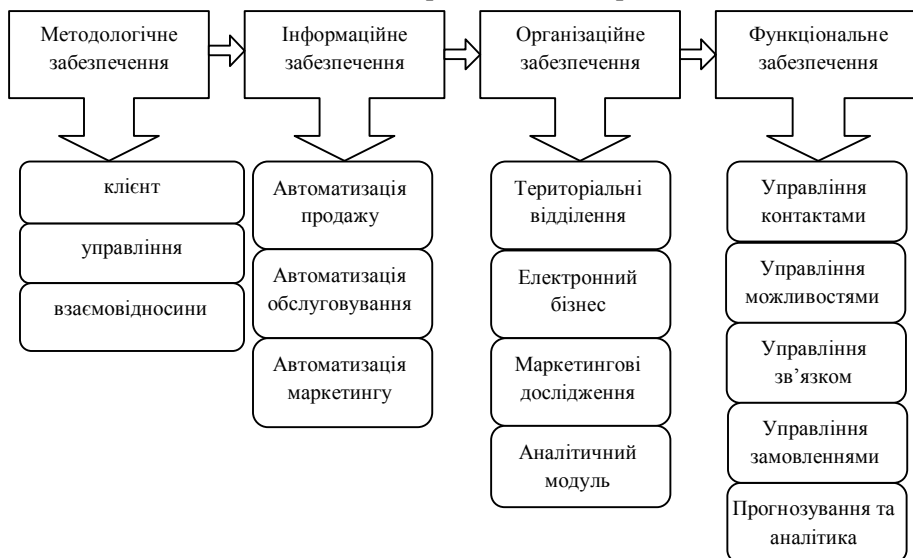 Методологічне
забезпечення
Інформаційне
забезпечення
Організаційне
забезпечення
Функціональне
забезпечення
клієнт
управління
взаємовідносини
Автоматизація
продажу
Автоматизація
обслуговування
Автоматизація
маркетингу
Територіальні
відділення
Електронний
бізнес
Маркетингові
дослідження
Аналітичний
модуль
Управління
контактами
Управління
можливостями
Управління
зв’язком
Управління
замовленнями
Прогнозування та
аналітика